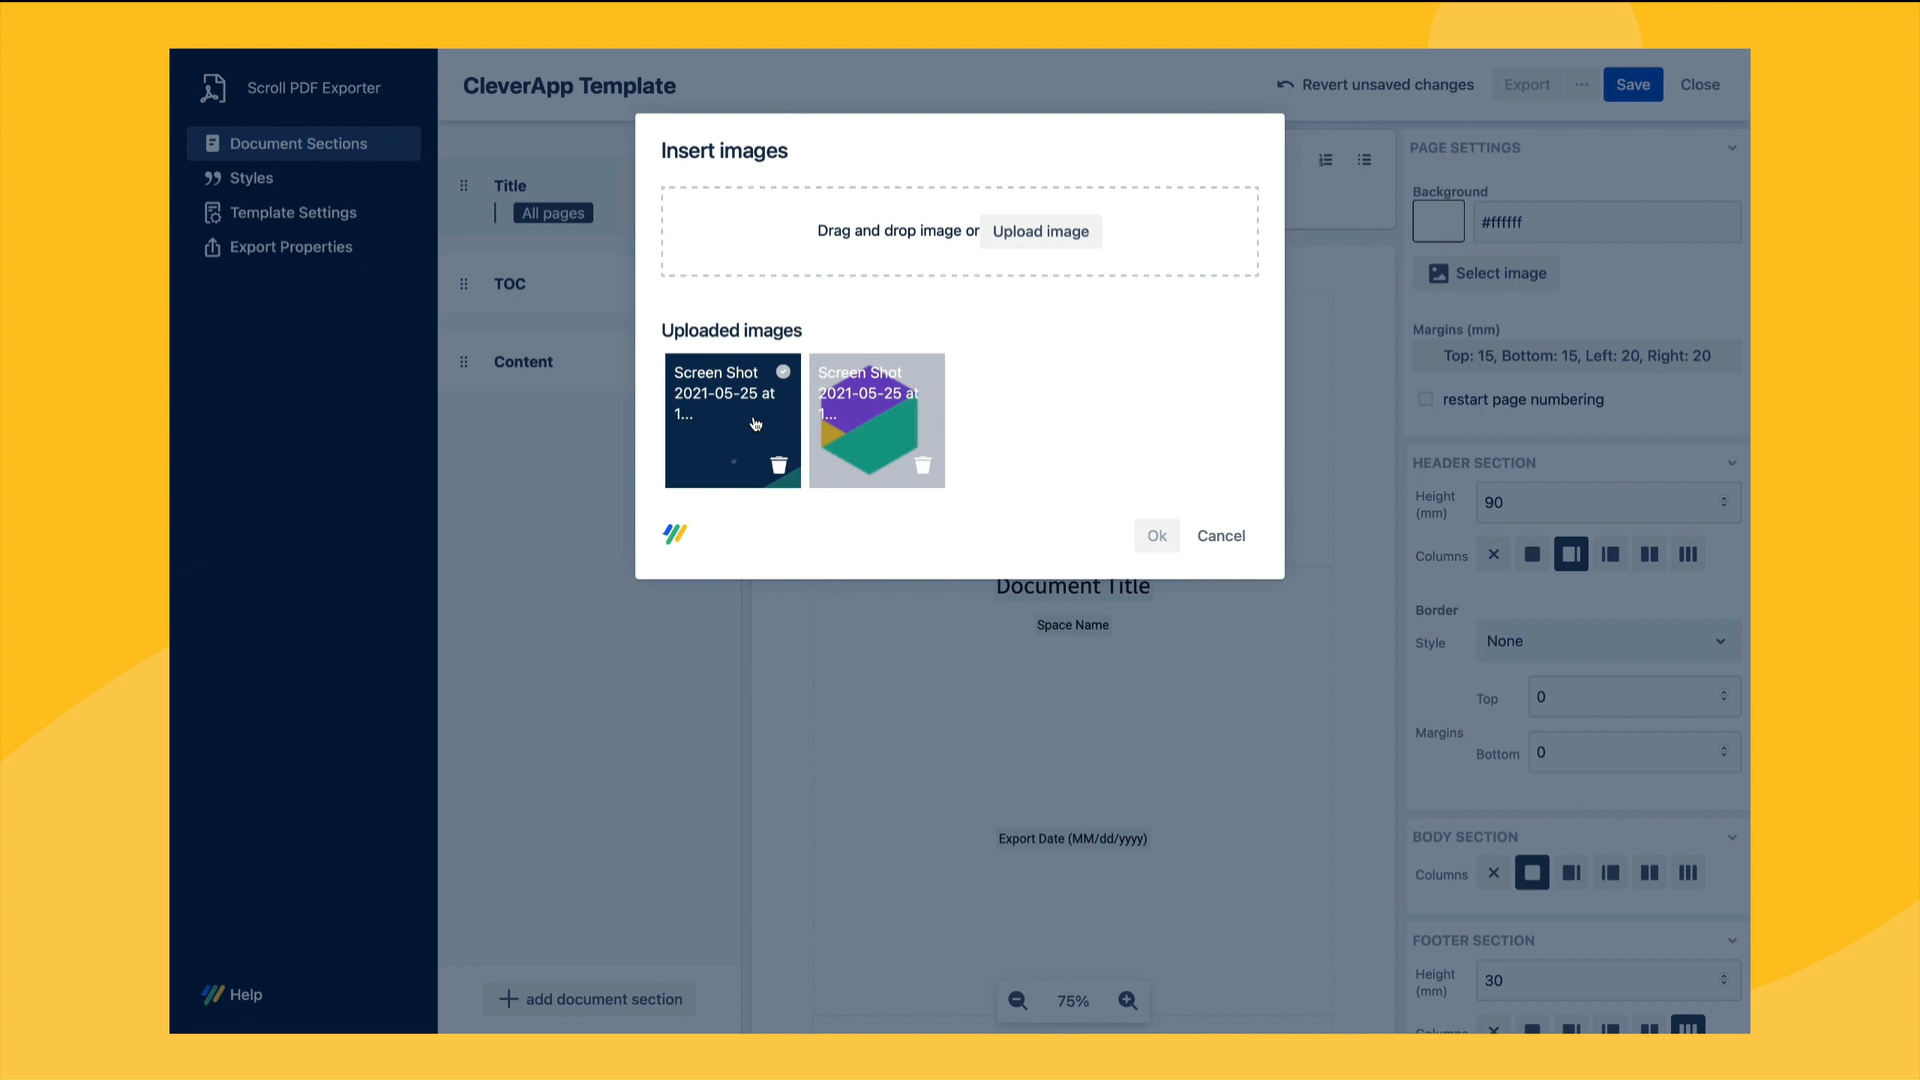 Scroll PDF Exporter
Document Sections
Styles
Template Settings
Export Properties
Help
CleverApp Template
Revert unsaved changes
Export
Save
Close
Title
All pages
TOC
Content
add document section
Insert images
Drag and drop image or Upload image
Uploaded images
Screen Shot
2021-05-25 at
1...
Screen Shot
2021-05-25 at
1...
Ok
Cancel
Document Title
Space Name
Export Date (MM/dd/yyyy)
75%
PAGE SETTINGS
Background
#ffffff
Select image
Margins (mm)
Top: 15, Bottom: 15, Left: 20, Right: 20
restart page numbering
HEADER SECTION
Height
(mm)
90
Columns
Border
Style
None
Top
0
Margins
Bottom
0
BODY SECTION
Columns
FOOTER SECTION
Height
(mm)
30
Columns